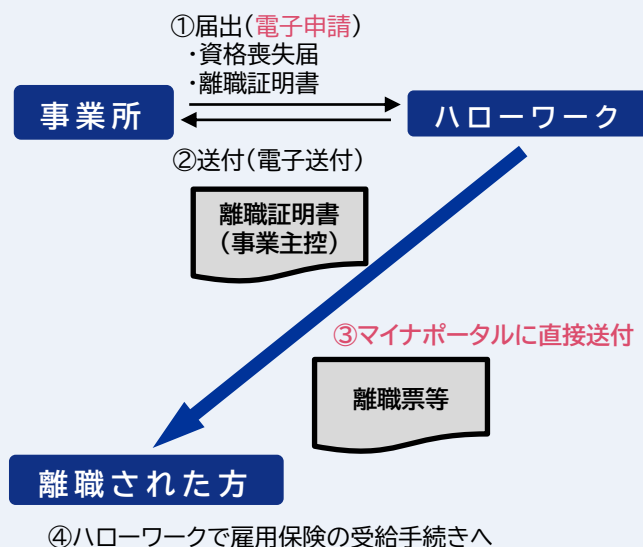 ①届出(電子申請)
・資格喪失届
・離職証明書
事業所
ハローワーク
②送付(電子送付)
離職証明書
(事業主控)
③マイナポータルに直接送付
離職票等
離職された方
④ハローワークで雇用保険の受給手続きへ